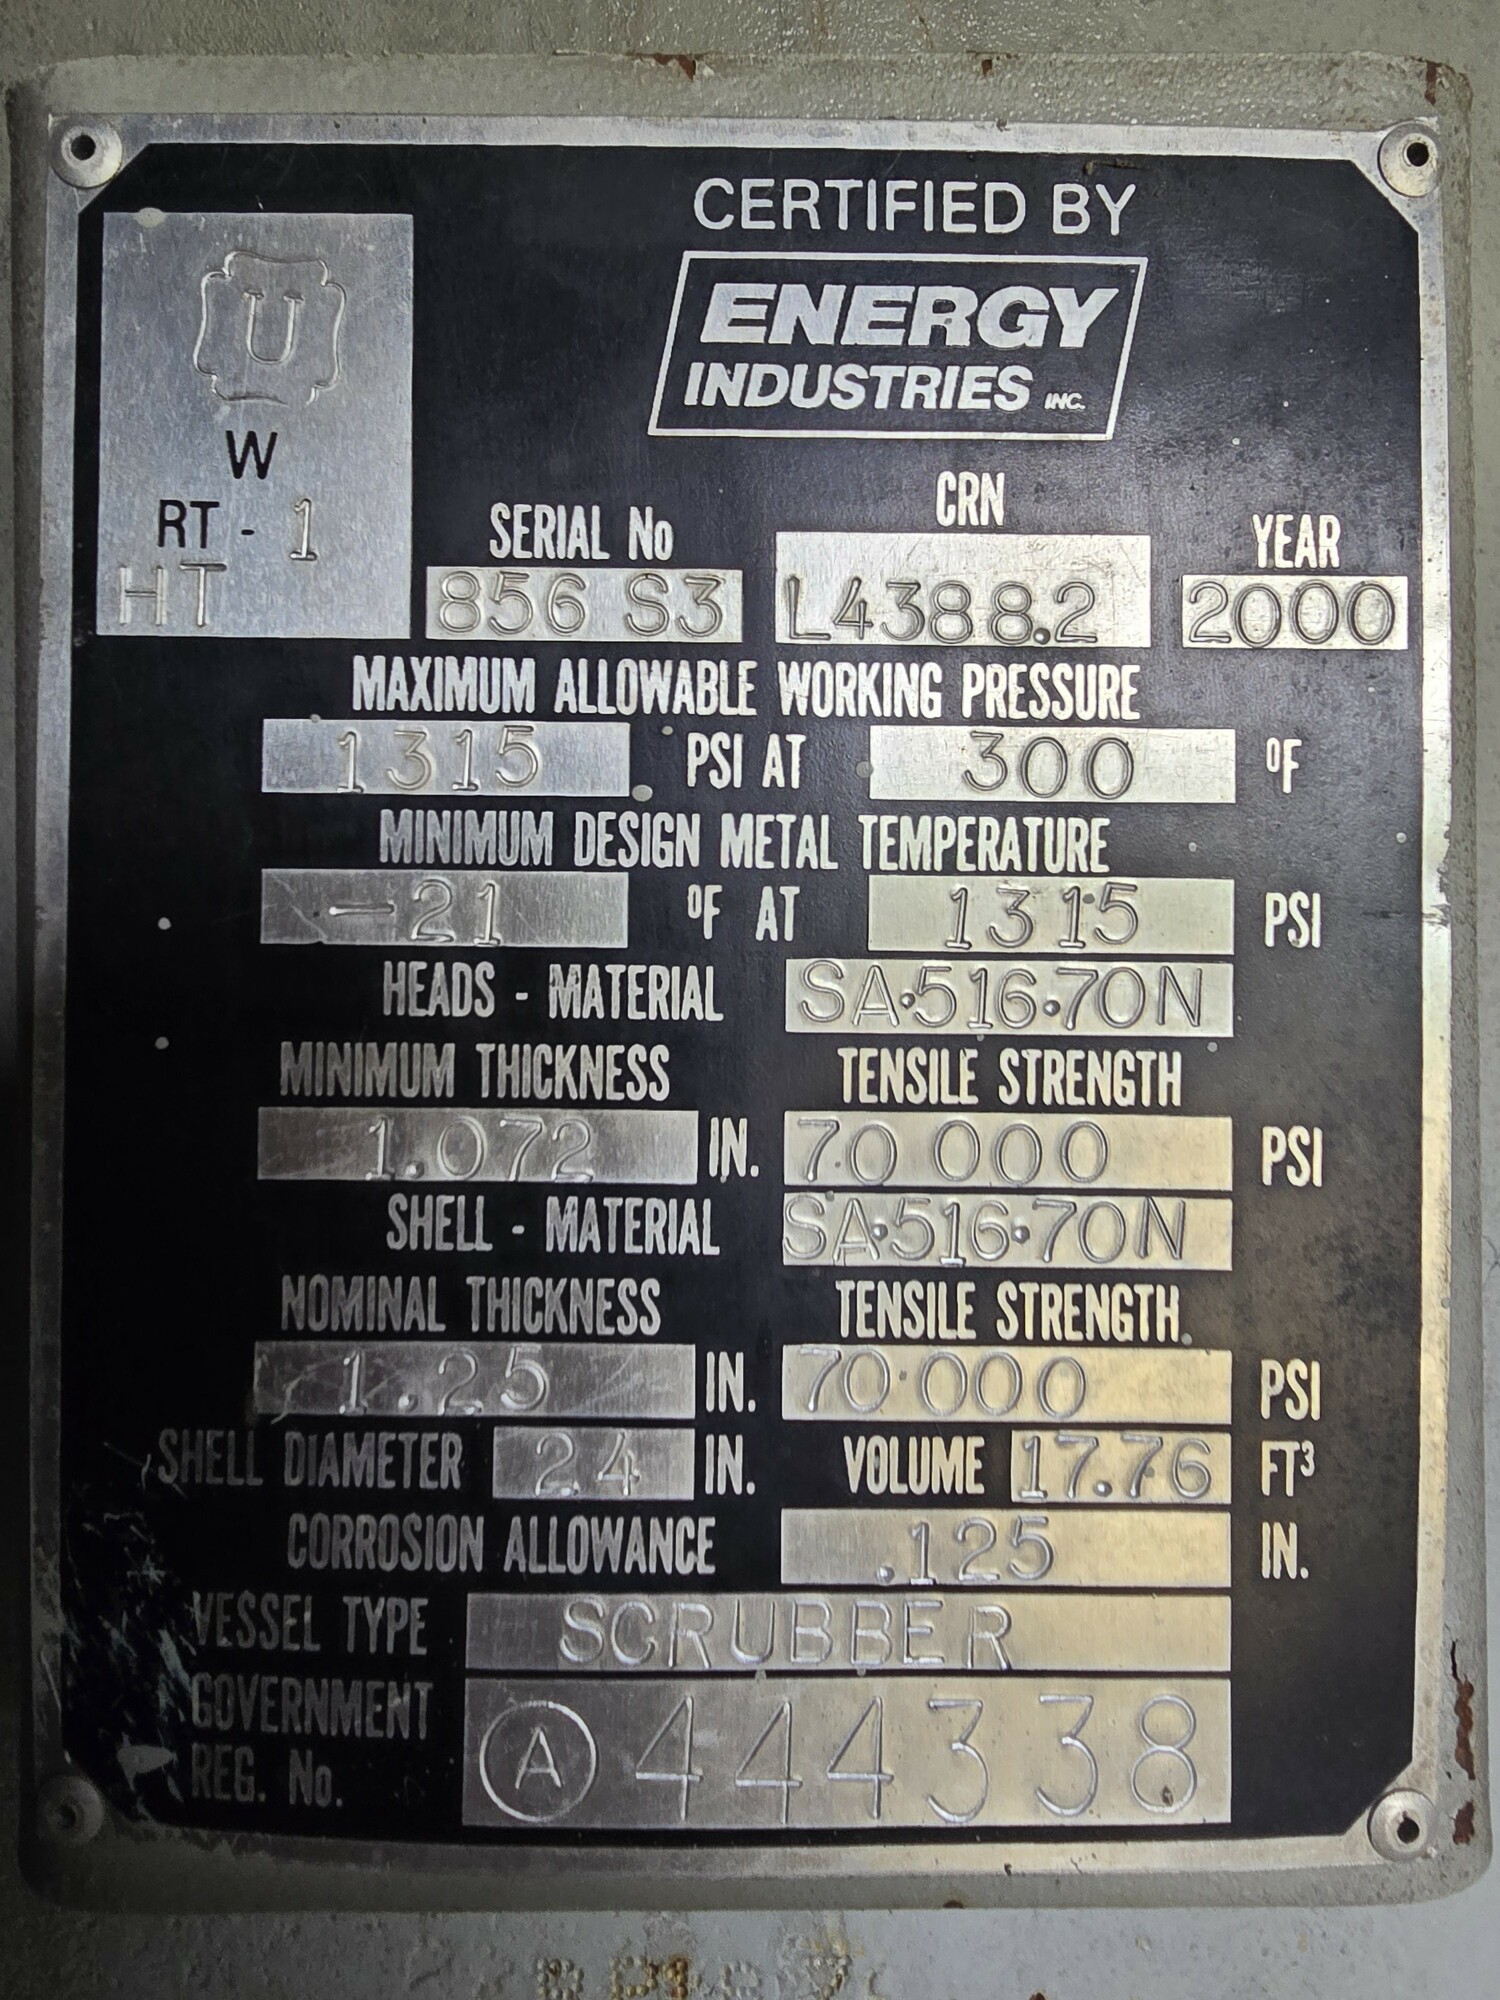 CERTIFIED BY
ENERGY
INDUSTRIES INC.
U
W
RT - 1
HT
SERIAL No
856 S3
CRN
L4388.2
YEAR
2000
MAXIMUM ALLOWABLE WORKING PRESSURE
1315 PSI AT 300 ºF
MINIMUM DESIGN METAL TEMPERATURE
-21 ºF AT 1315 PSI
HEADS - MATERIAL SA·516·70N
MINIMUM THICKNESS TENSILE STRENGTH
1.072 IN. 70 000 PSI
SHELL - MATERIAL SA·516·70N
NOMINAL THICKNESS TENSILE STRENGTH
1.25 IN. 70 000 PSI
SHELL DIAMETER 24 IN. VOLUME 17.76 FT³
CORROSION ALLOWANCE .125 IN.
VESSEL TYPE SCRUBBER
GOVERNMENT
REG. No. A 444338